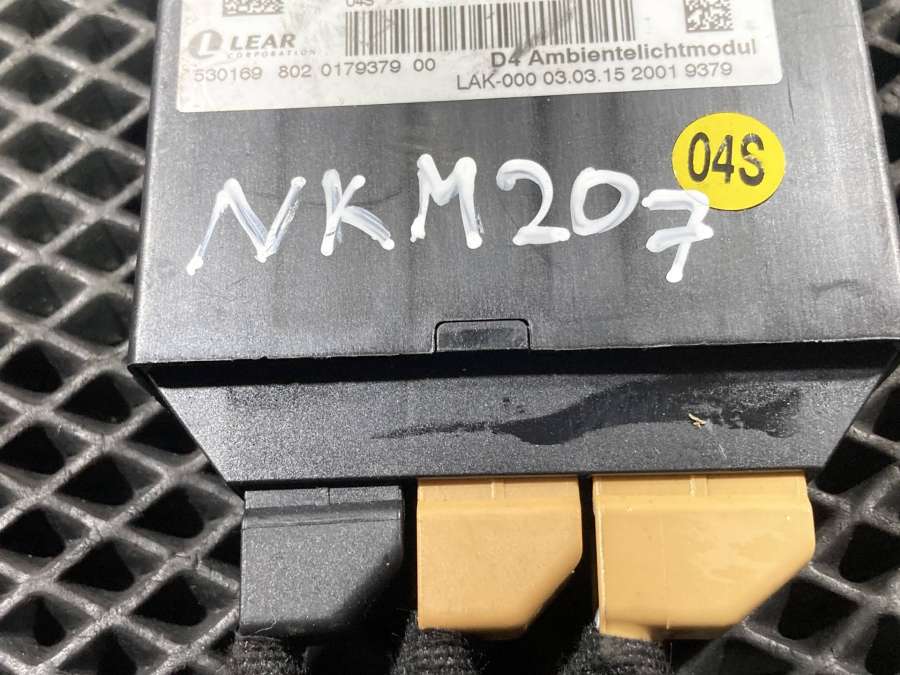 04S
LEAR
CORPORATION
D4 Ambientelichtmodul
530169 802 0179379 00
LAK-000 03.03.15 2001 9379
04S
NKM207